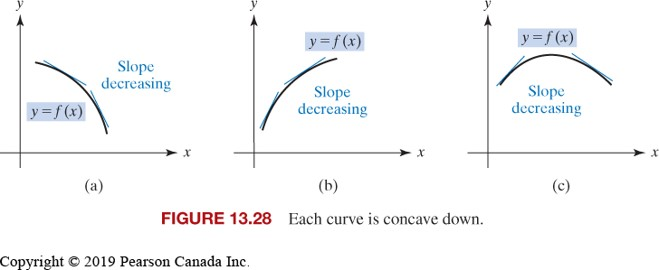 y
y = f (x)
Slope
decreasing
x
(a)
y
y = f (x)
Slope
decreasing
x
(b)
y
y = f (x)
Slope
decreasing
x
(c)
FIGURE 13.28 Each curve is concave down.
Copyright © 2019 Pearson Canada Inc.